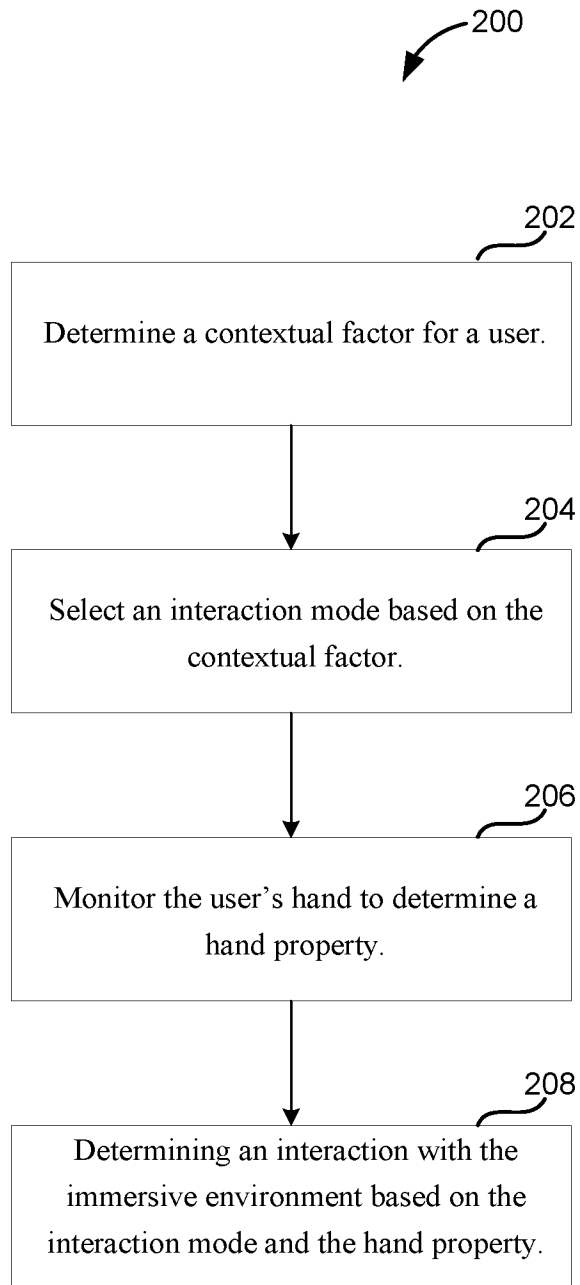 200
202
Determine a contextual factor for a user.
204
Select an interaction mode based on the
contextual factor.
206
Monitor the user’s hand to determine a
hand property.
208
Determining an interaction with the
immersive environment based on the
interaction mode and the hand property.